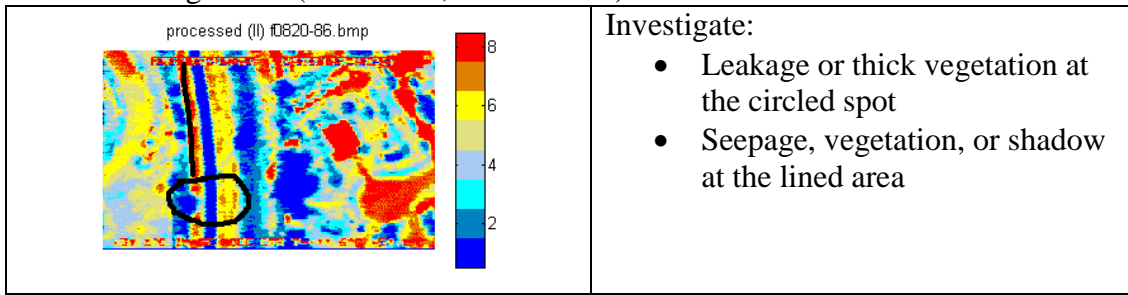 processed (II) f0820-86.bmp
8
6
4
2
Investigate:
• Leakage or thick vegetation at
the circled spot
• Seepage, vegetation, or shadow
at the lined area